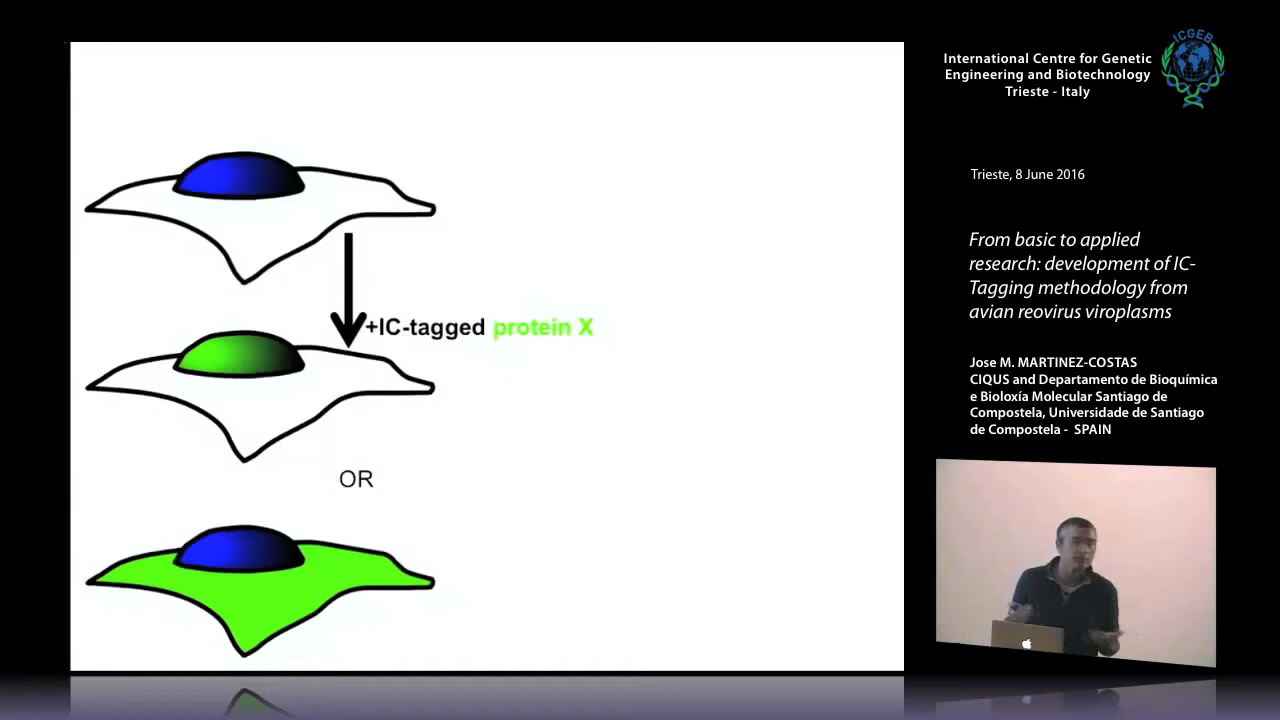 +IC-tagged protein X
OR
International Centre for Genetic
Engineering and Biotechnology
Trieste - Italy
ICGEB
Trieste, 8 June 2016
From basic to applied
research: development of IC-
Tagging methodology from
avian reovirus viroplasms
Jose M. MARTINEZ-COSTAS
CIQUS and Departamento de Bioquímica
e Bioloxía Molecular Santiago de
Compostela, Universidade de Santiago
de Compostela - SPAIN